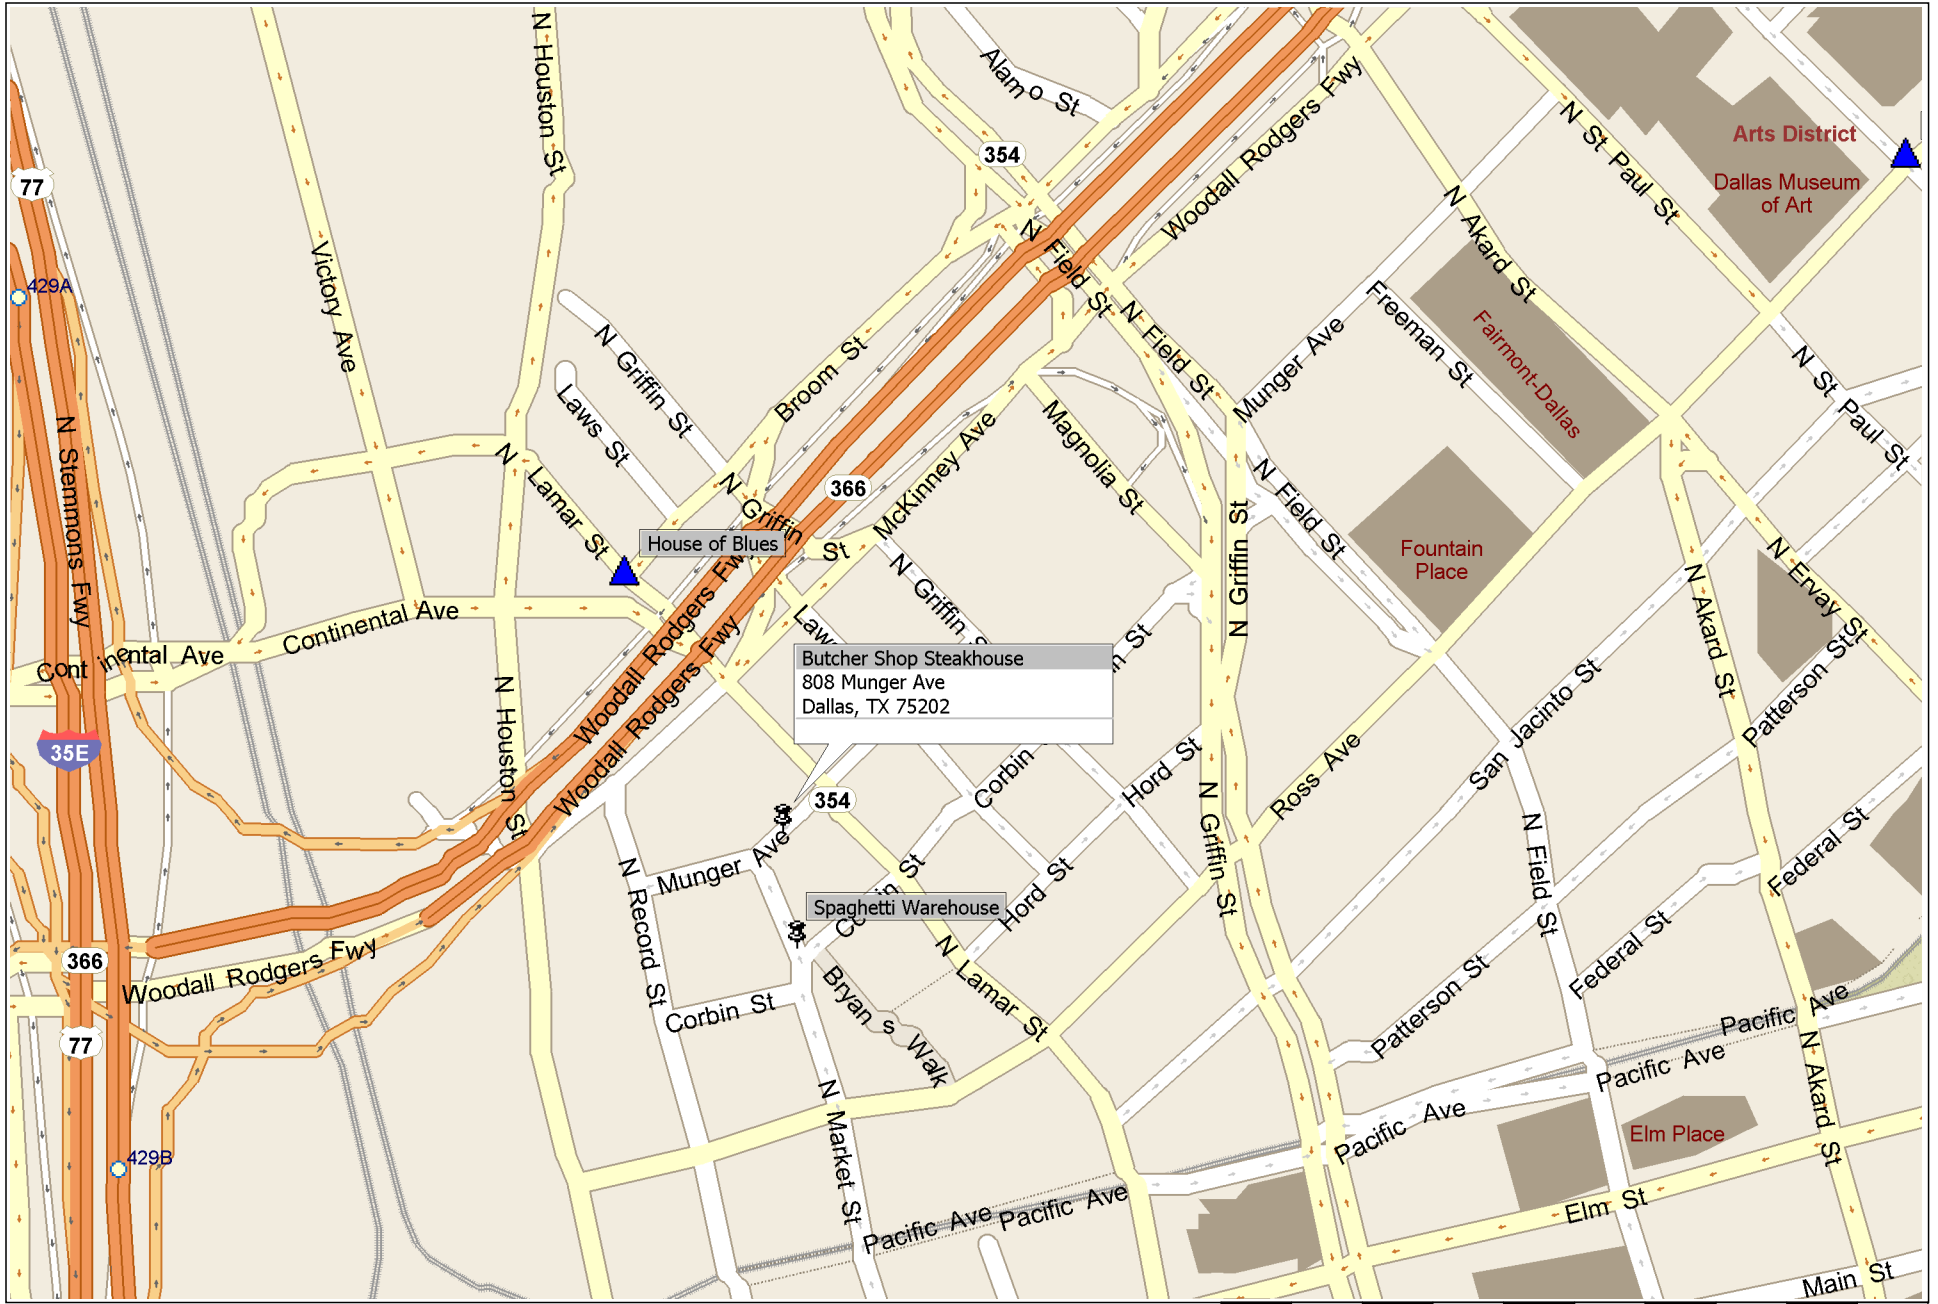 N Houston St
Alamo St
Woodall Rodgers Fwy
N St Paul St
Arts District
354
77
Dallas Museum
of Art
N Akard St
N Field St
Victory Ave
429A
N Field St
Freeman St
Munger Ave
Fairmont-Dallas
N Griffin St
Broom St
N St Paul St
Laws St
Magnolia St
N Stemmons Fwy
McKinney Ave
N Lamar St
N Griffin St
366
N Field St
House of Blues
Fountain
Place
N Griffin St
N Griffin S
N Ervay St
N Akard St
Woodall Rodgers Fwy
Continental Ave
Continental Ave
Laws
Woodall Rodgers Fwy
Butcher Shop Steakhouse
808 Munger Ave
Dallas, TX 75202
in St
Patterson St
San Jacinto St
N Houston St
35E
Corbin
Hord St
Ross Ave
354
N Griffin St
N Field St
Federal St
Munger Ave
N Record St
Hord St
Spaghetti Warehouse
N Lamar St
366
Woodall Rodgers Fwy
Federal St
Patterson St
Bryan s Walk
Corbin St
77
Pacific Ave
Pacific Ave
N Akard St
N Market St
Pacific Ave
Elm Place
429B
Pacific Ave
Pacific Ave
Pacific Ave
Elm St
Main St